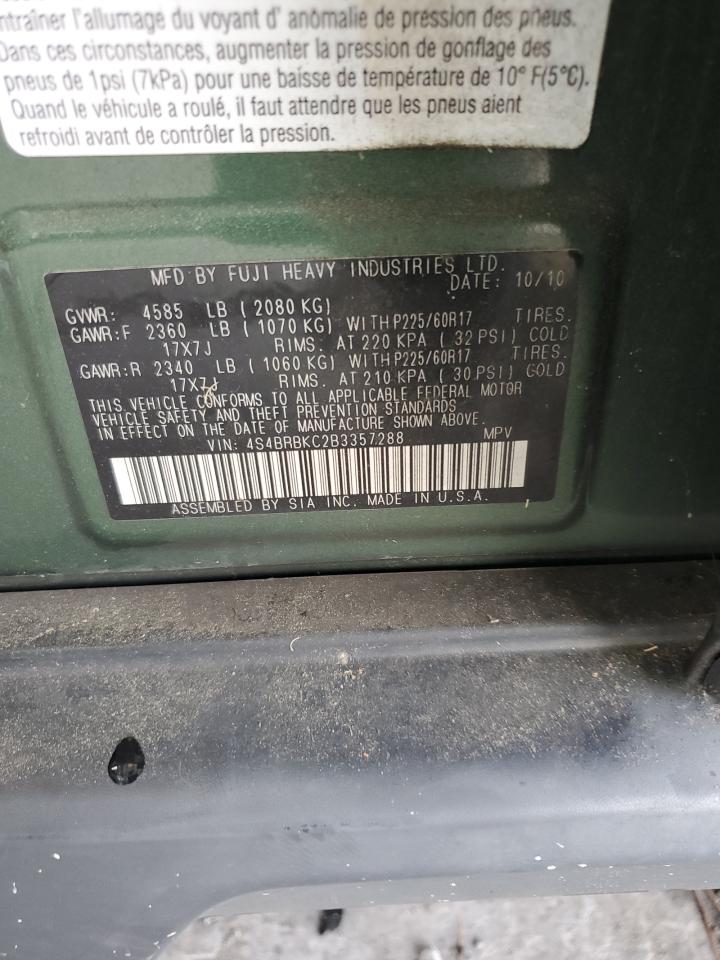 entraîner l'allumage du voyant d' anomalie de pression des pneus.
Dans ces circonstances, augmenter la pression de gonflage des
pneus de 1psi (7kPa) pour une baisse de température de 10° F(5°C).
Quand le véhicule a roulé, il faut attendre que les pneus aient
refroidi avant de contrôler la pression.
MFD BY FUJI HEAVY INDUSTRIES LTD.
DATE: 10/10
GVWR: 4585 LB ( 2080 KG)
GAWR:F 2360 LB ( 1070 KG) WITH P225/60R17 TIRES.
17X7J RIMS. AT 220 KPA ( 32 PSI) COLD
GAWR:R 2340 LB ( 1060 KG) WITH P225/60R17 TIRES.
17X7J RIMS. AT 210 KPA ( 30 PSI) COLD
THIS VEHICLE CONFORMS TO ALL APPLICABLE FEDERAL MOTOR
VEHICLE SAFETY AND THEFT PREVENTION STANDARDS
IN EFFECT ON THE DATE OF MANUFACTURE SHOWN ABOVE.
VIN: 4S4BRBKC2B3357288 MPV
ASSEMBLED BY SIA INC. MADE IN U.S.A.